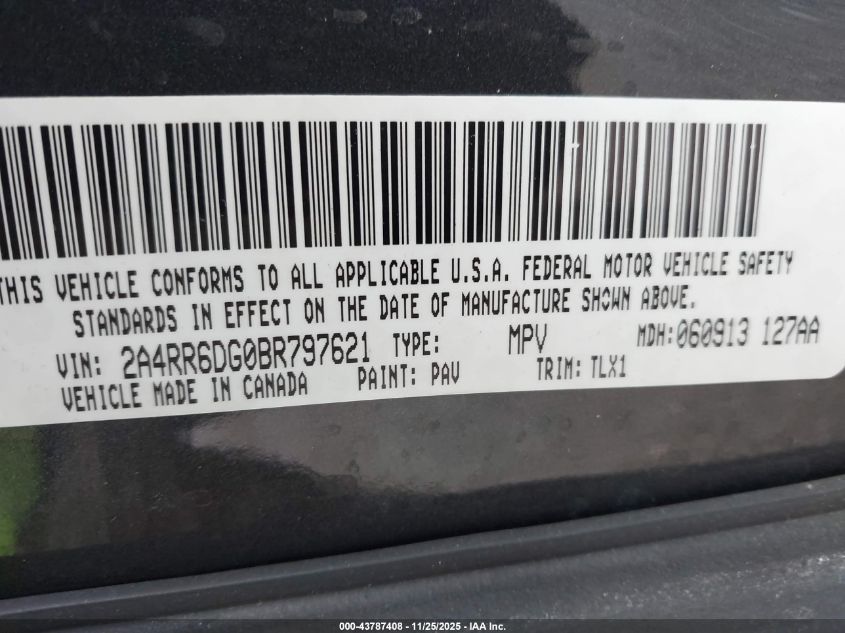 THIS VEHICLE CONFORMS TO ALL APPLICABLE U.S.A. FEDERAL MOTOR VEHICLE SAFETY
STANDARDS IN EFFECT ON THE DATE OF MANUFACTURE SHOWN ABOVE.
VIN: 2A4RR6DG0BR797621 TYPE: MPV MDH:060913 127AA
VEHICLE MADE IN CANADA PAINT: PAV TRIM: TLX1
000-43787408 - 11/25/2025 - IAA Inc.